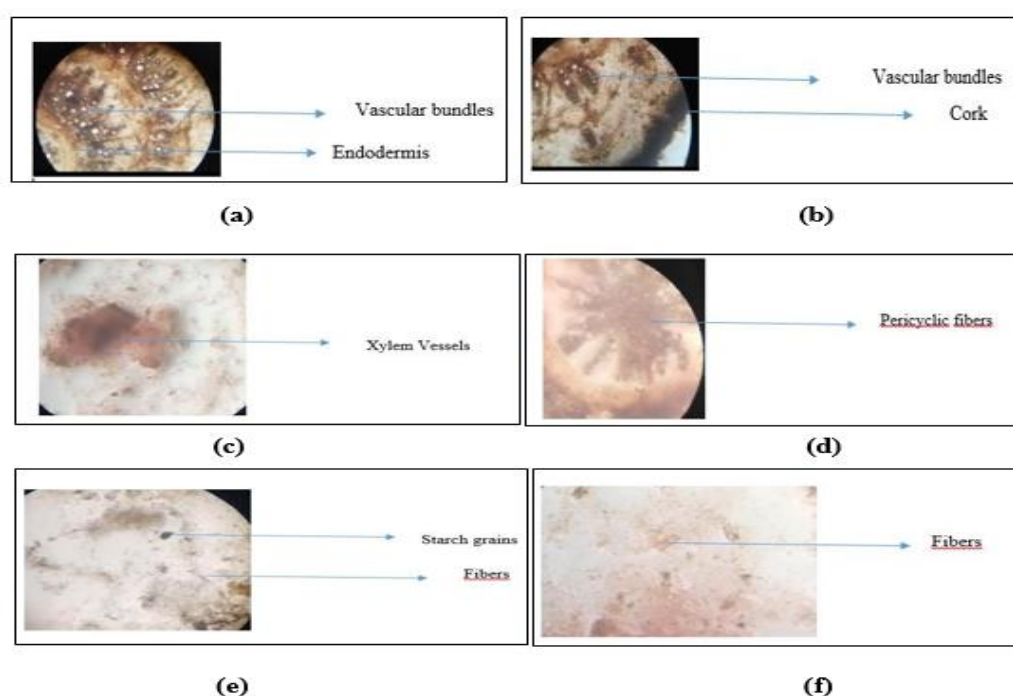 Vascular bundles
Endodermis
(a)
Vascular bundles
Cork
(b)
Xylem Vessels
(c)
Pericyclic fibers
(d)
Starch grains
Fibers
(e)
Fibers
(f)